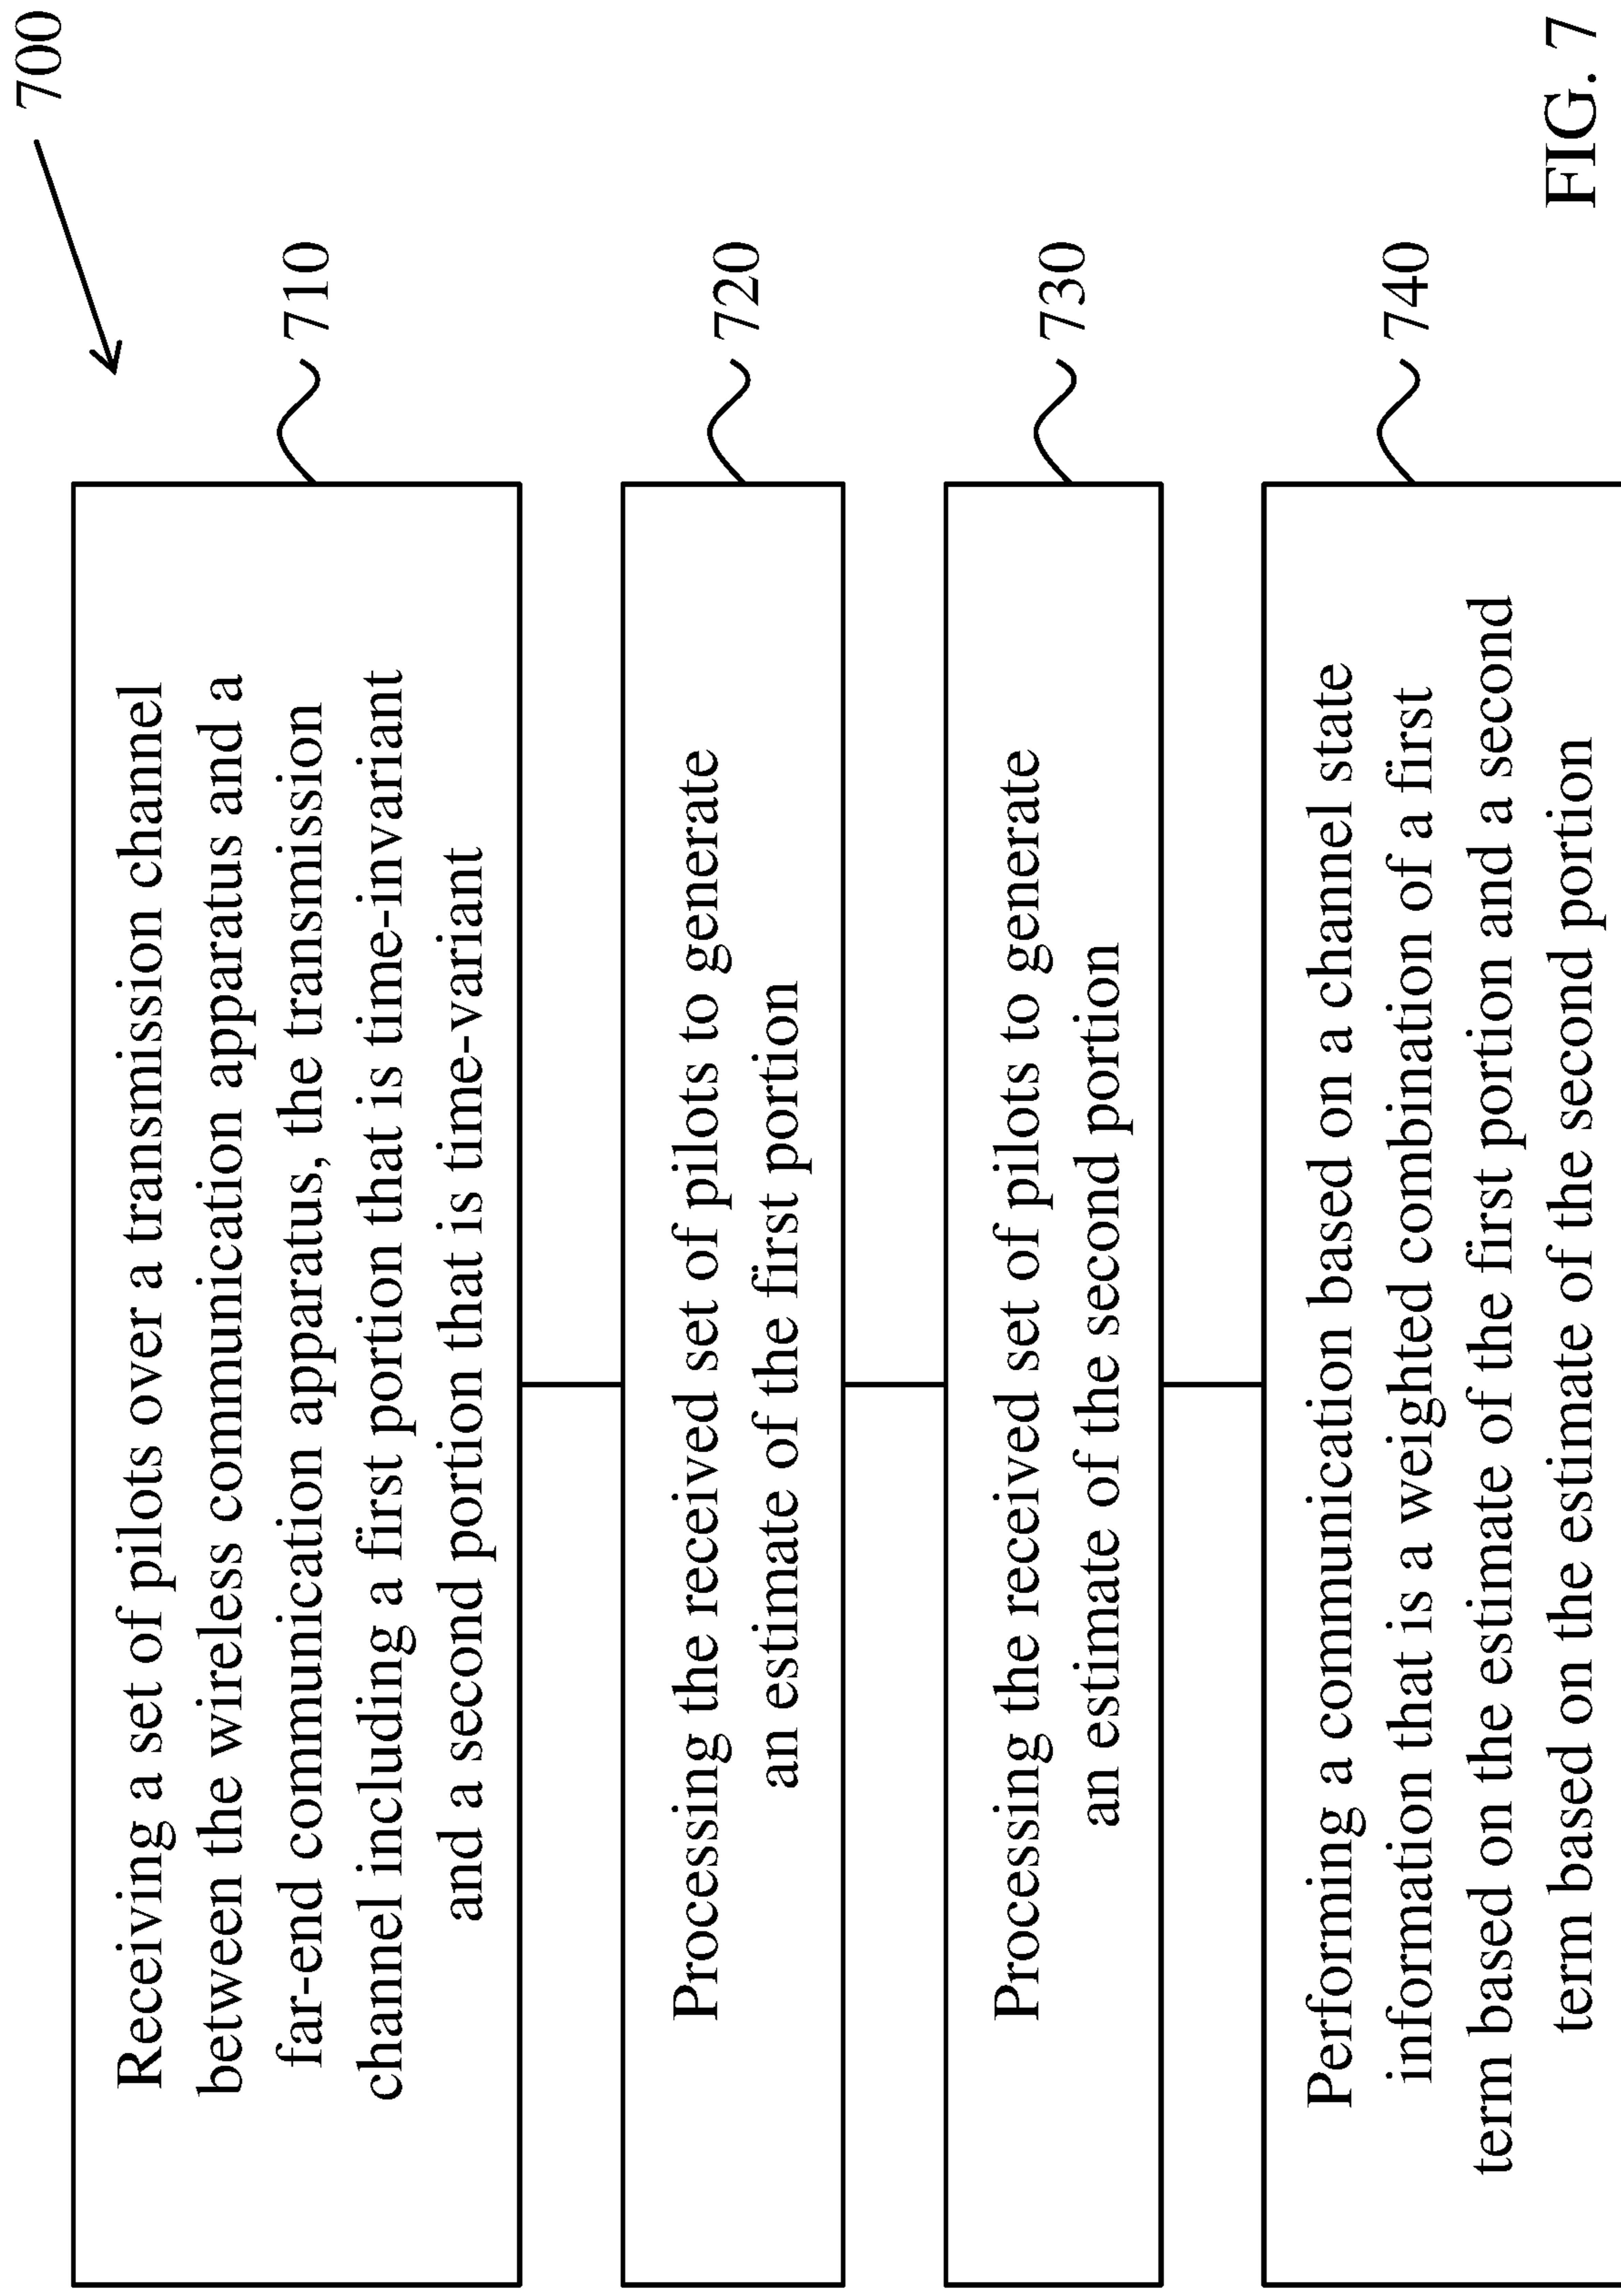 700
Receiving a set of pilots over a transmission channel
between the wireless communication apparatus and a
far-end communication apparatus, the transmission
channel including a first portion that is time-invariant
and a second portion that is time-variant
710
Processing the received set of pilots to generate
an estimate of the first portion
720
Processing the received set of pilots to generate
an estimate of the second portion
730
Performing a communication based on a channel state
information that is a weighted combination of a first
term based on the estimate of the first portion and a second
term based on the estimate of the second portion
740
FIG. 7